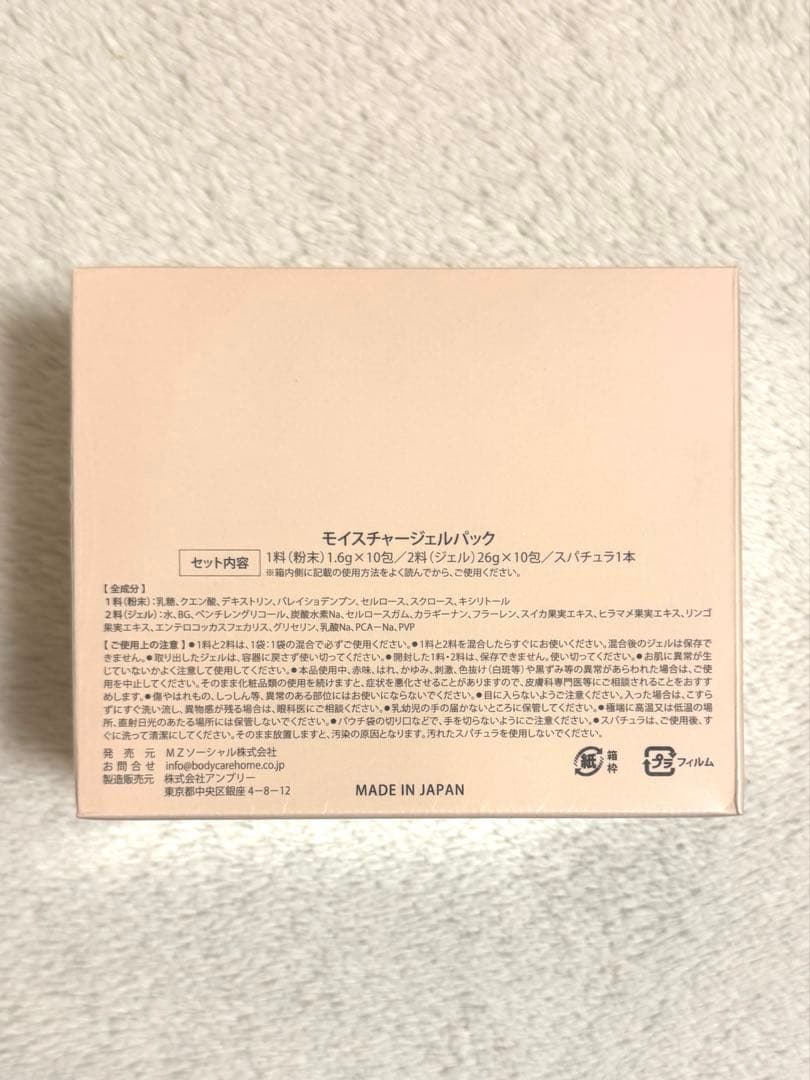 モイスチャージェルパック
セット内容 1料(粉末)1.6g×10包/2料(ジェル)26g×10包/スパチュラ1本
※箱内側に記載の使用方法をよく読んでから、ご使用ください。
【全成分】
1料(粉末):乳糖、クエン酸、デキストリン、バレイショデンプン、セルロース、スクロース、キシリトール
2料(ジェル):水、BG、ペンチレングリコール、炭酸水素Na、セルロースガム、カラギーナン、フラーレン、スイカ果実エキス、ヒラマメ果実エキス、リンゴ
果実エキス、エンテロコッカスフェカリス、グリセリン、乳酸Na、PCA-Na、PVP
【ご使用上の注意】●1料と2料は、1袋:1袋の混合で必ずご使用ください。●1料と2料を混合したらすぐにお使いください。混合後のジェルは保存で
きません。●取り出したジェルは、容器に戻さず使い切ってください。●開封した1料・2料は、保存できません。使い切ってください。●お肌に異常が生
じていないかよく注意して使用してください。●本品使用中、赤味、はれ、かゆみ、刺激、色抜け(白斑等)や黒ずみ等の異常があらわれた場合は、ご使
用を中止してください。そのまま化粧品類の使用を続けますと、症状を悪化させることがありますので、皮膚科専門医等にご相談されることをおすす
めします。●傷やはれもの、しっしん等、異常のある部位にはお使いにならないでください。●目に入らないようご注意ください。入った場合は、こすら
ずにすぐ洗い流し、異物感が残る場合は、眼科医にご相談ください。●乳幼児の手の届かないところに保管してください。●極端に高温又は低温の場
所、直射日光のあたる場所には保管しないでください。●パウチ袋の切り口などで、手を切らないようにご注意ください。●スパチュラは、ご使用後、す
ぐに洗って清潔にしてください。そのまま放置しますと、汚染の原因となります。汚れたスパチュラを使用しないでください。
発売元 MZソーシャル株式会社
お問合せ info@bodycarehome.co.jp
製造販売元 株式会社アンブリー
東京都中央区銀座4-8-12
MADE IN JAPAN
紙 箱 枠
プラ フィルム